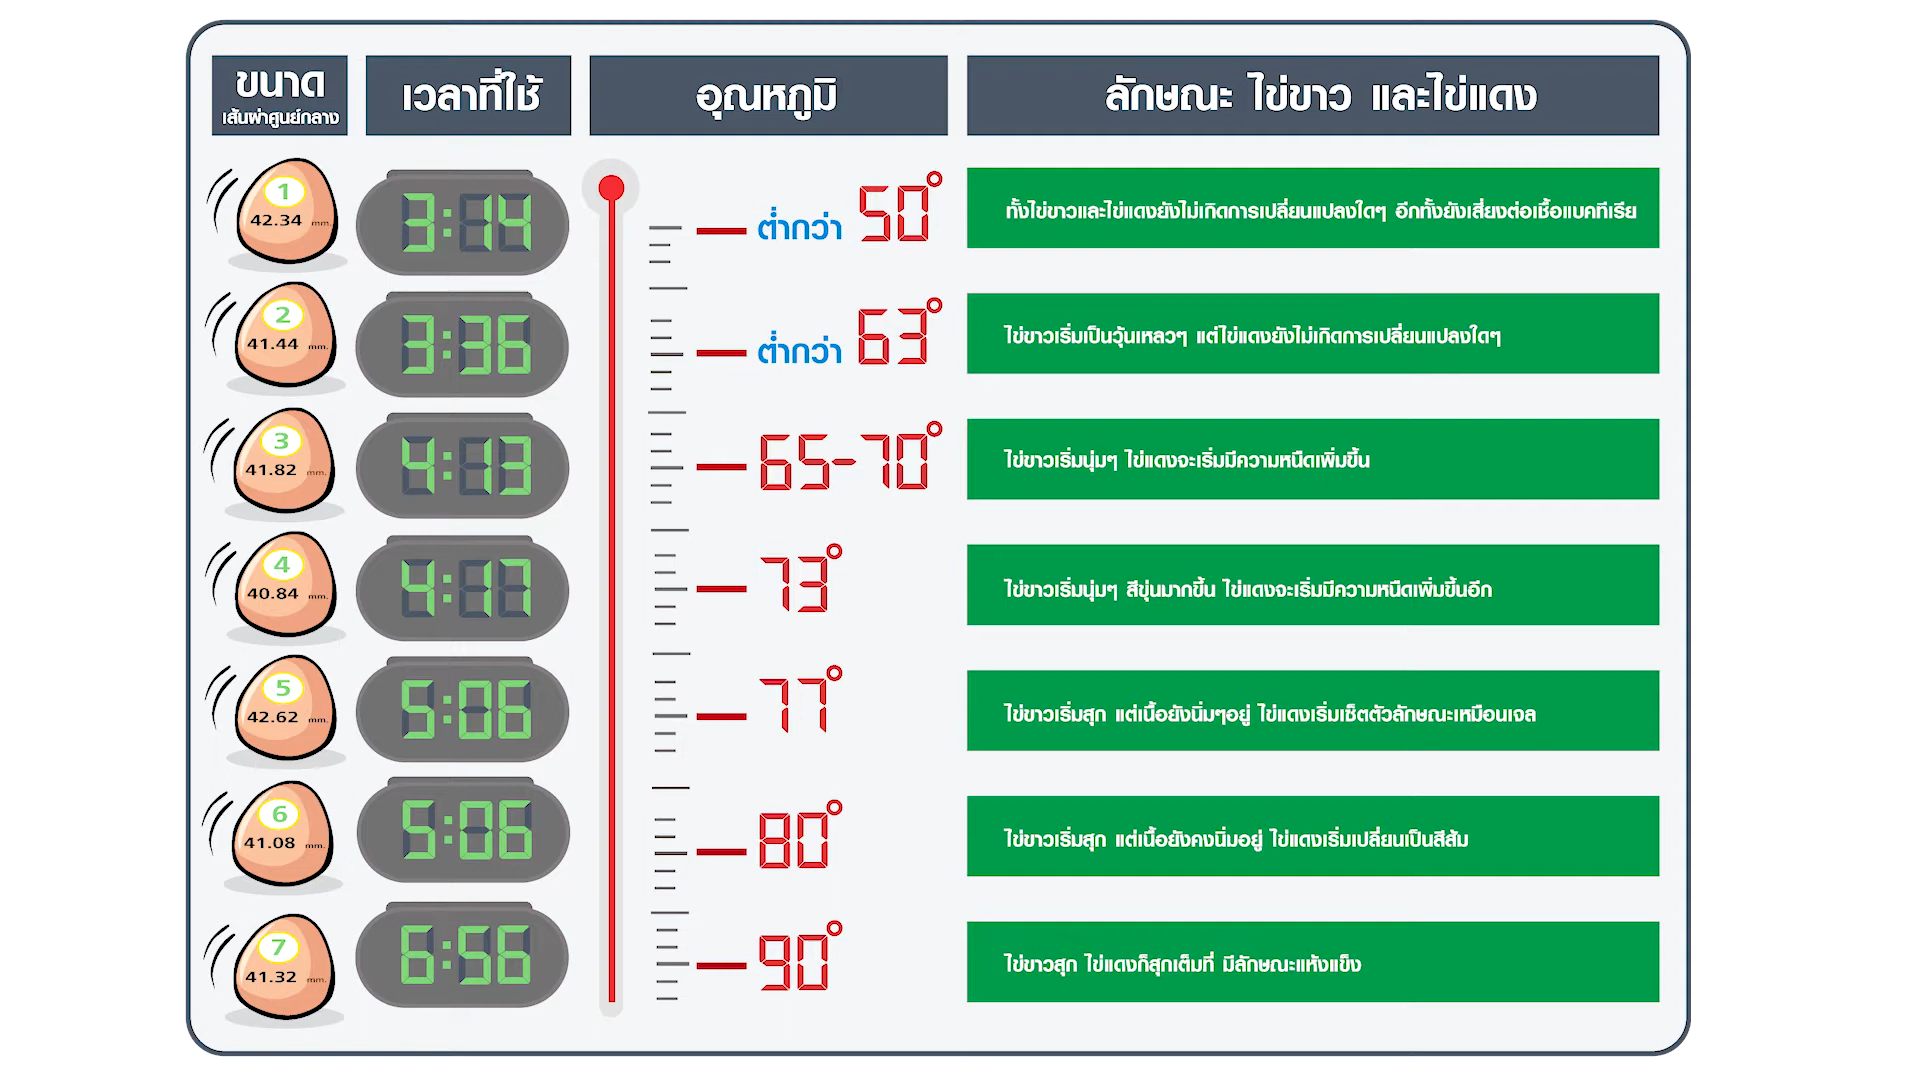 ขนาด
เส้นผ่าศูนย์กลาง
เวลาที่ใช้
อุณหภูมิ
ลักษณะ ไข่ขาว และไข่แดง
1
42.34 mm.
3:14
ต่ำกว่า 50°
ทั้งไข่ขาวและไข่แดงยังไม่เกิดการเปลี่ยนแปลงใดๆ อีกทั้งยังเสี่ยงต่อเชื้อแบคทีเรีย
2
41.44 mm.
3:36
ต่ำกว่า 63°
ไข่ขาวเริ่มเป็นวุ้นเหลวๆ แต่ไข่แดงยังไม่เกิดการเปลี่ยนแปลงใดๆ
3
41.82 mm.
4:13
65-70°
ไข่ขาวเริ่มนุ่มๆ ไข่แดงจะเริ่มมีความหนืดเพิ่มขึ้น
4
40.84 mm.
4:17
73°
ไข่ขาวเริ่มนุ่มๆ สีขุ่นมากขึ้น ไข่แดงจะเริ่มมีความหนืดเพิ่มขึ้นอีก
5
42.62 mm.
5:06
77°
ไข่ขาวเริ่มสุก แต่เนื้อยังนิ่มๆอยู่ ไข่แดงเริ่มเซ็ตตัวลักษณะเหมือนเจล
6
41.08 mm.
5:06
80°
ไข่ขาวเริ่มสุก แต่เนื้อยังคงนิ่มอยู่ ไข่แดงเริ่มเปลี่ยนเป็นสีส้ม
7
41.32 mm.
6:56
90°
ไข่ขาวสุก ไข่แดงก็สุกเต็มที่ มีลักษณะแห้งแข็ง